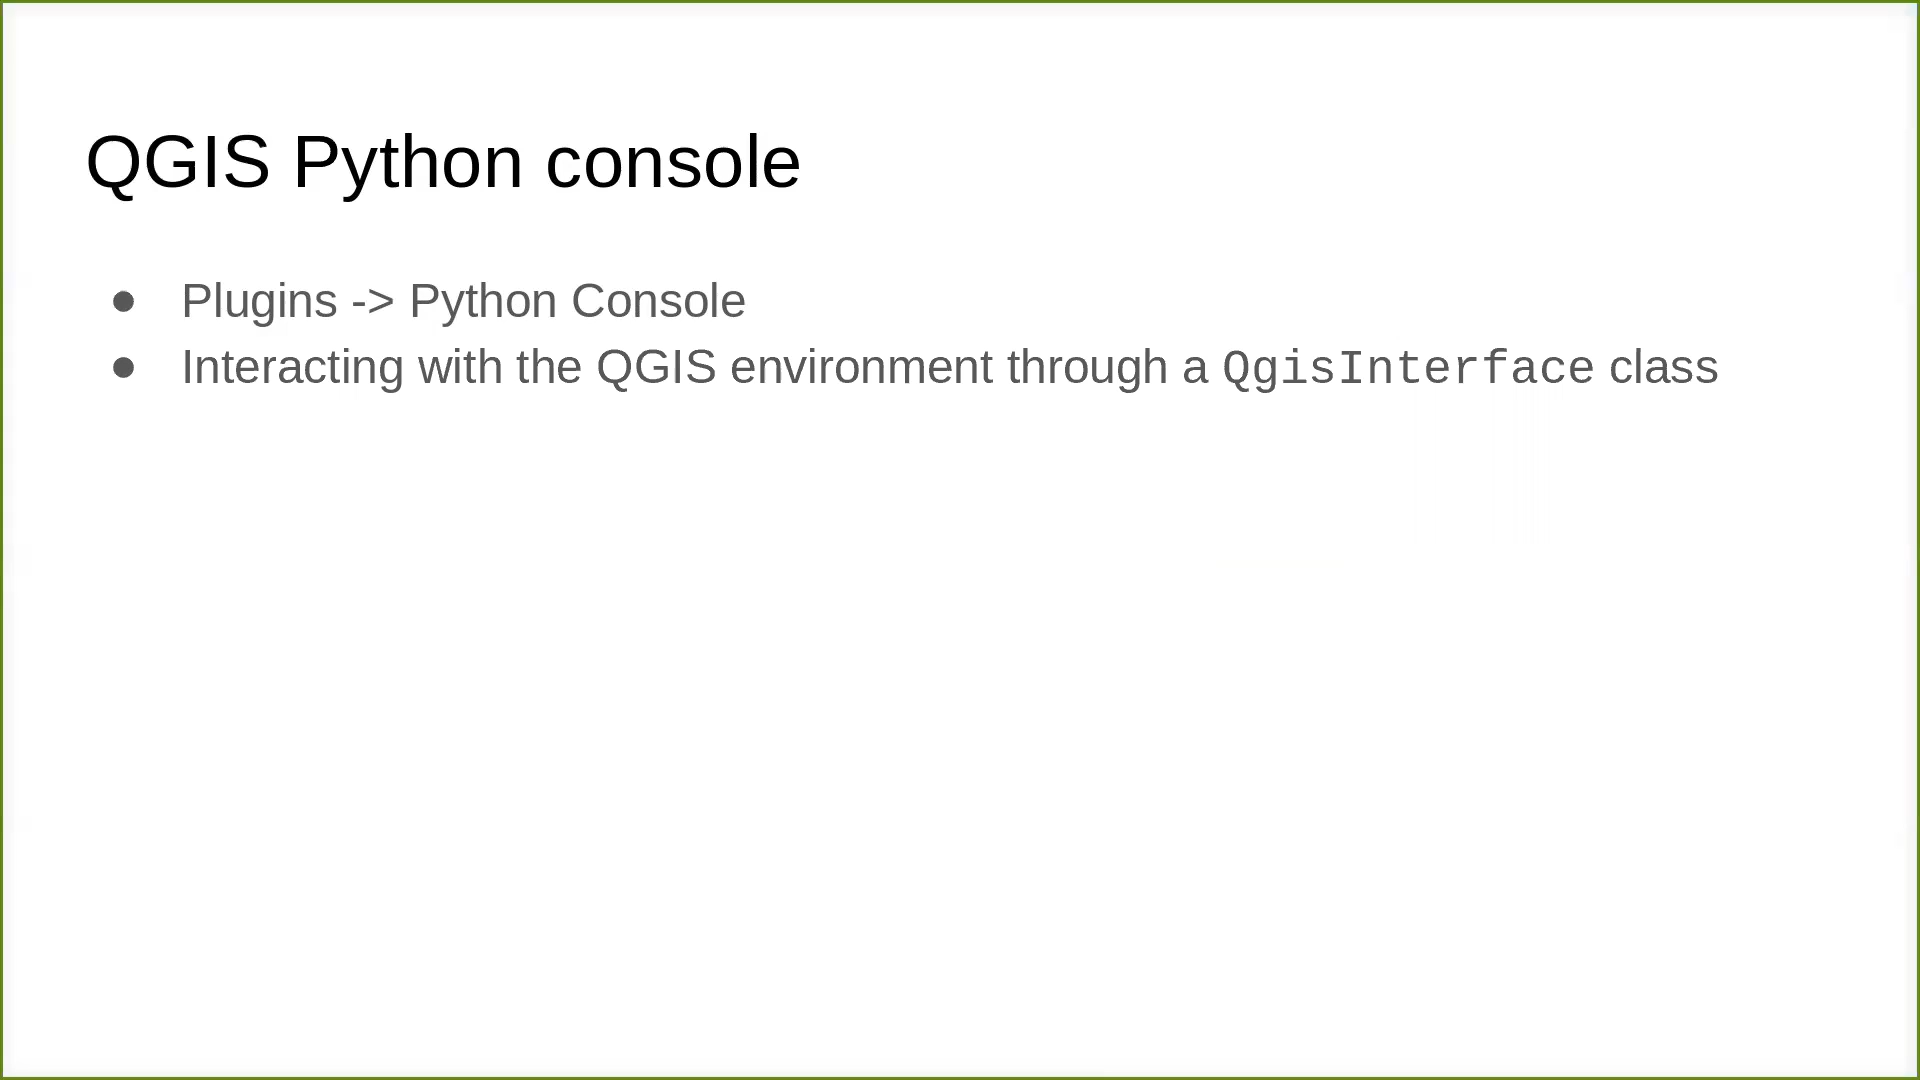 QGIS Python console
● Plugins -> Python Console
● Interacting with the QGIS environment through a QgisInterface class